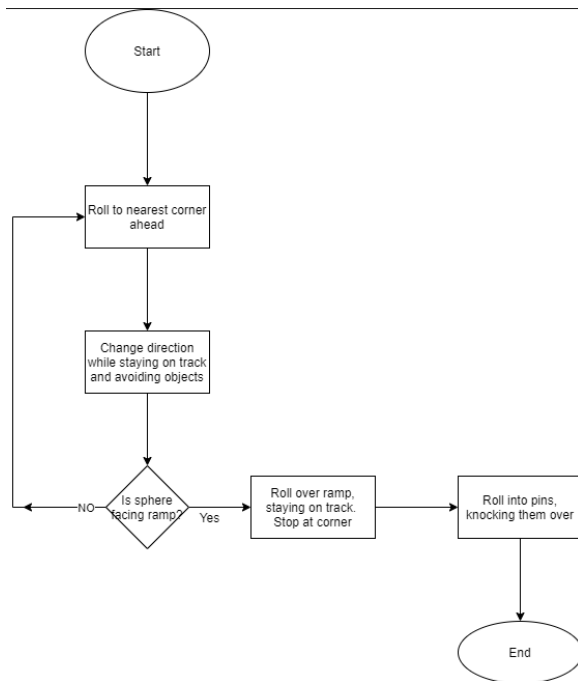 Start
Roll to nearest corner
ahead
Change direction
while staying on track
and avoiding objects
Is sphere
facing ramp?
NO
Yes
Roll over ramp,
staying on track.
Stop at corner
Roll into pins,
knocking them over
End